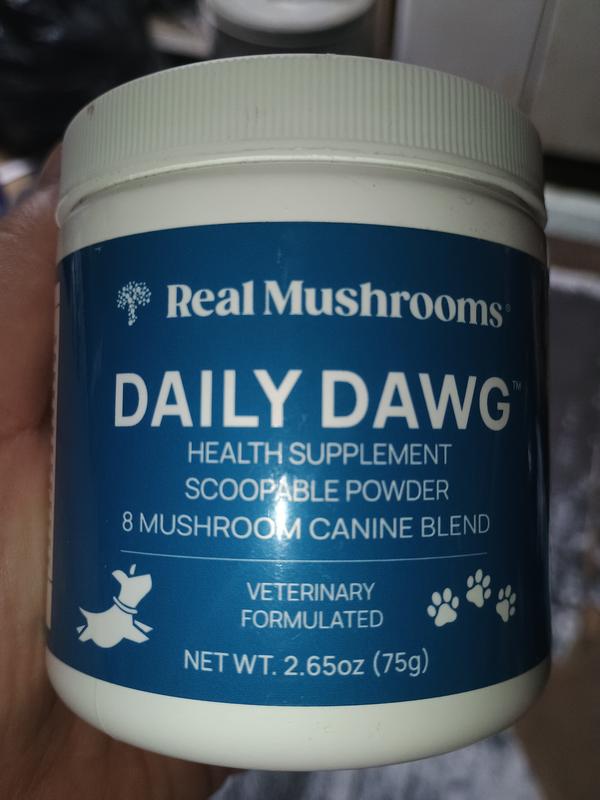 Real Mushrooms®
DAILY DAWG™
HEALTH SUPPLEMENT
SCOOPABLE POWDER
8 MUSHROOM CANINE BLEND
VETERINARY
FORMULATED
NET WT. 2.65oz (75g)